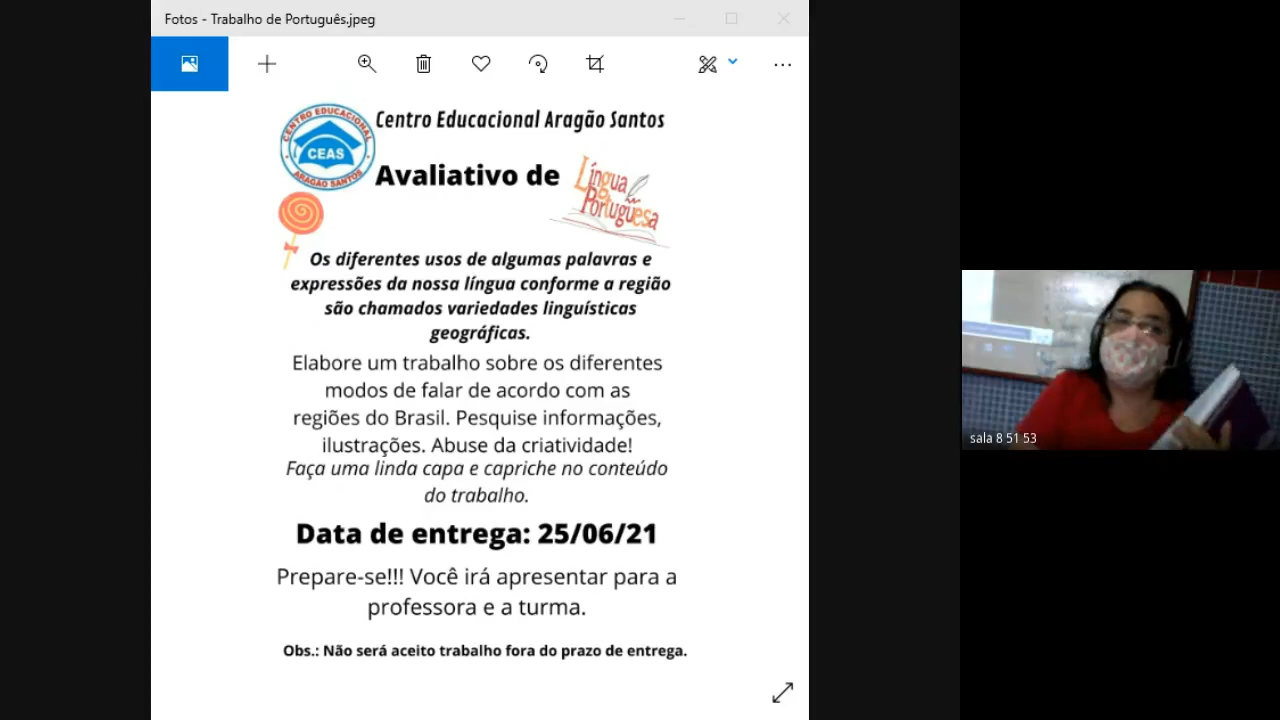 Fotos - Trabalho de Português.jpeg
CENTRO EDUCACIONAL
CEAS
ARAGÃO SANTOS
Centro Educacional Aragão Santos
Avaliativo de
Língua
Portuguesa
Os diferentes usos de algumas palavras e
expressões da nossa língua conforme a região
são chamados variedades linguísticas
geográficas.
Elabore um trabalho sobre os diferentes
modos de falar de acordo com as
regiões do Brasil. Pesquise informações,
ilustrações. Abuse da criatividade!
Faça uma linda capa e capriche no conteúdo
do trabalho.
Data de entrega: 25/06/21
Prepare-se!!! Você irá apresentar para a
professora e a turma.
Obs.: Não será aceito trabalho fora do prazo de entrega.
sala 8 51 53